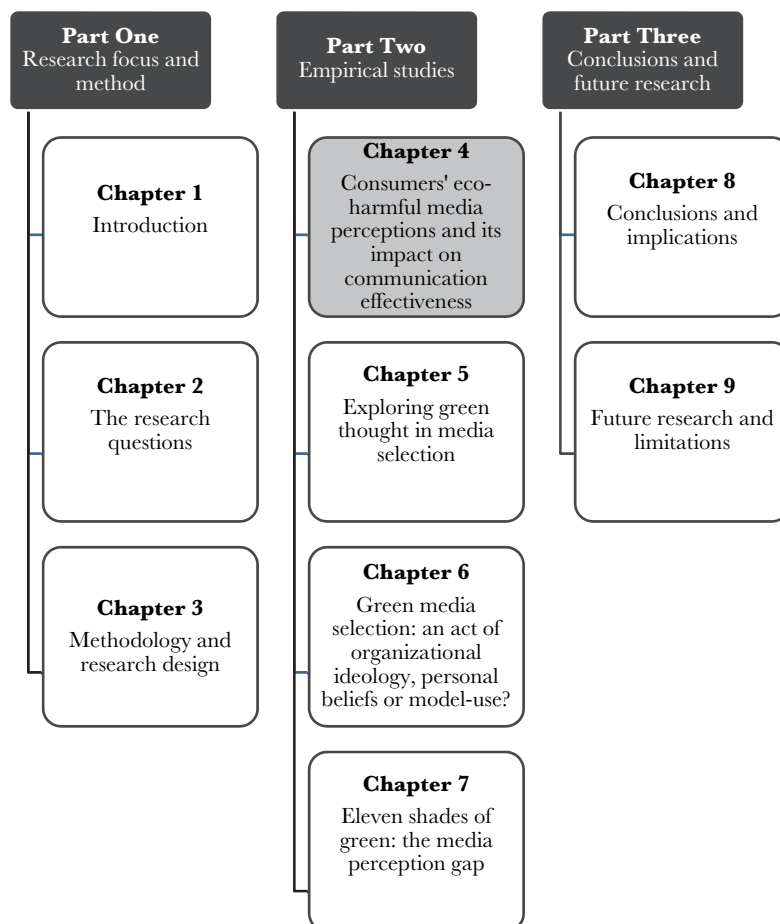 Part One
Research focus and
method
Chapter 1
Introduction
Chapter 2
The research
questions
Chapter 3
Methodology and
research design
Part Two
Empirical studies
Chapter 4
Consumers' eco-
harmful media
perceptions and its
impact on
communication
effectiveness
Chapter 5
Exploring green
thought in media
selection
Chapter 6
Green media
selection: an act of
organizational
ideology, personal
beliefs or model-use?
Chapter 7
Eleven shades of
green: the media
perception gap
Part Three
Conclusions and
future research
Chapter 8
Conclusions and
implications
Chapter 9
Future research and
limitations